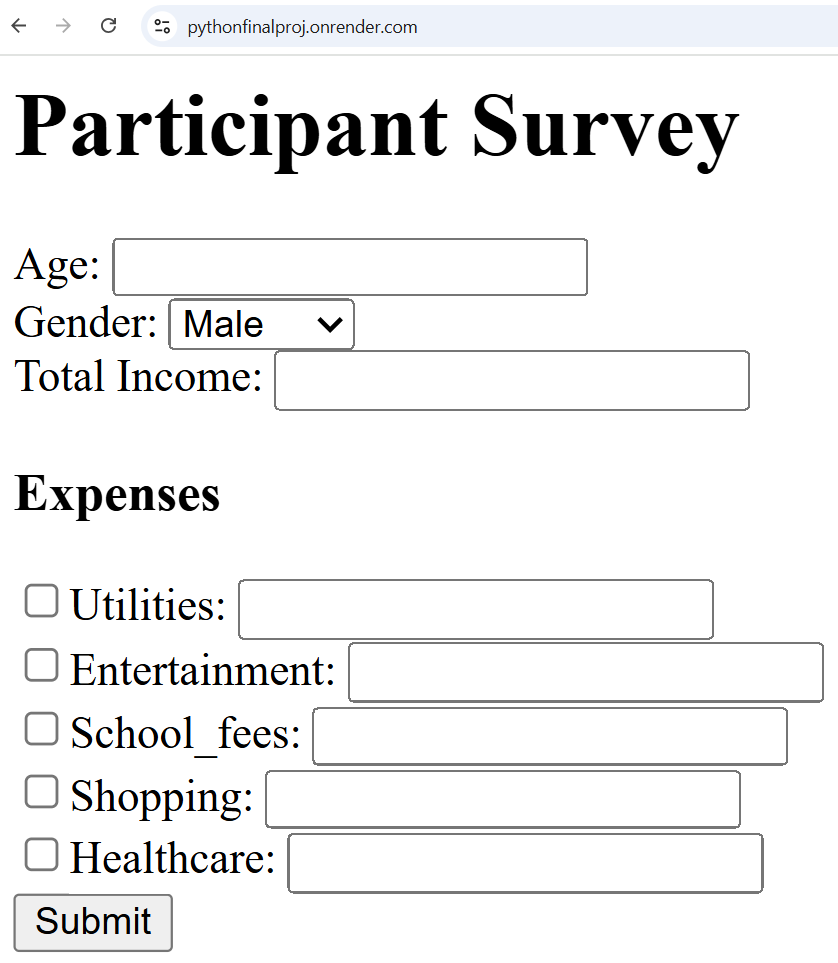 pythonfinalproj.onrender.com
Participant Survey
Age:
Gender: Male
Total Income:
Expenses
Utilities:
Entertainment:
School_fees:
Shopping:
Healthcare:
Submit